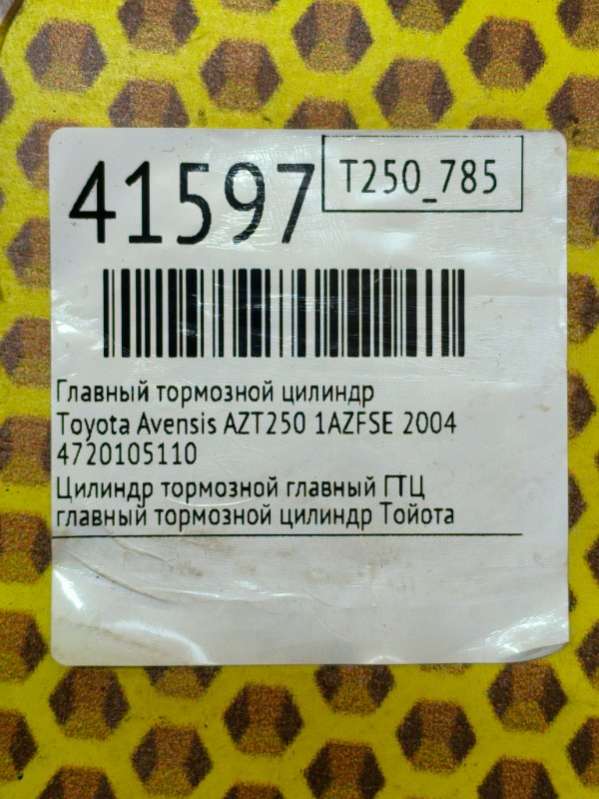 41597
T250_785
Главный тормозной цилиндр
Toyota Avensis AZT250 1AZFSE 2004
4720105110
Цилиндр тормозной главный ГТЦ
главный тормозной цилиндр Тойота